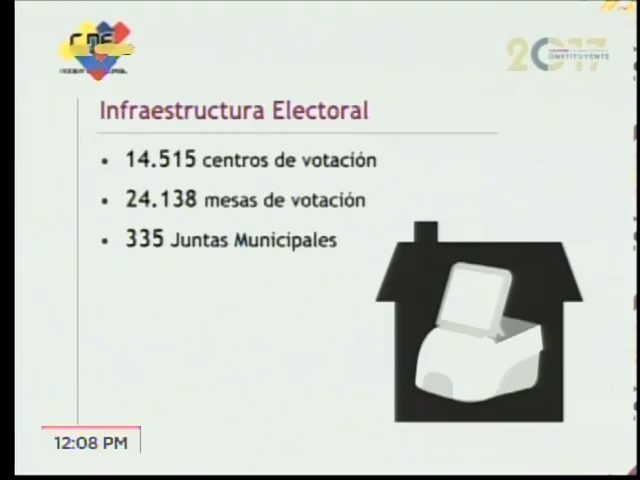 CNE
2017
CONSTITUYENTE
Infraestructura Electoral
• 14.515 centros de votación
• 24.138 mesas de votación
• 335 Juntas Municipales
12:08 PM